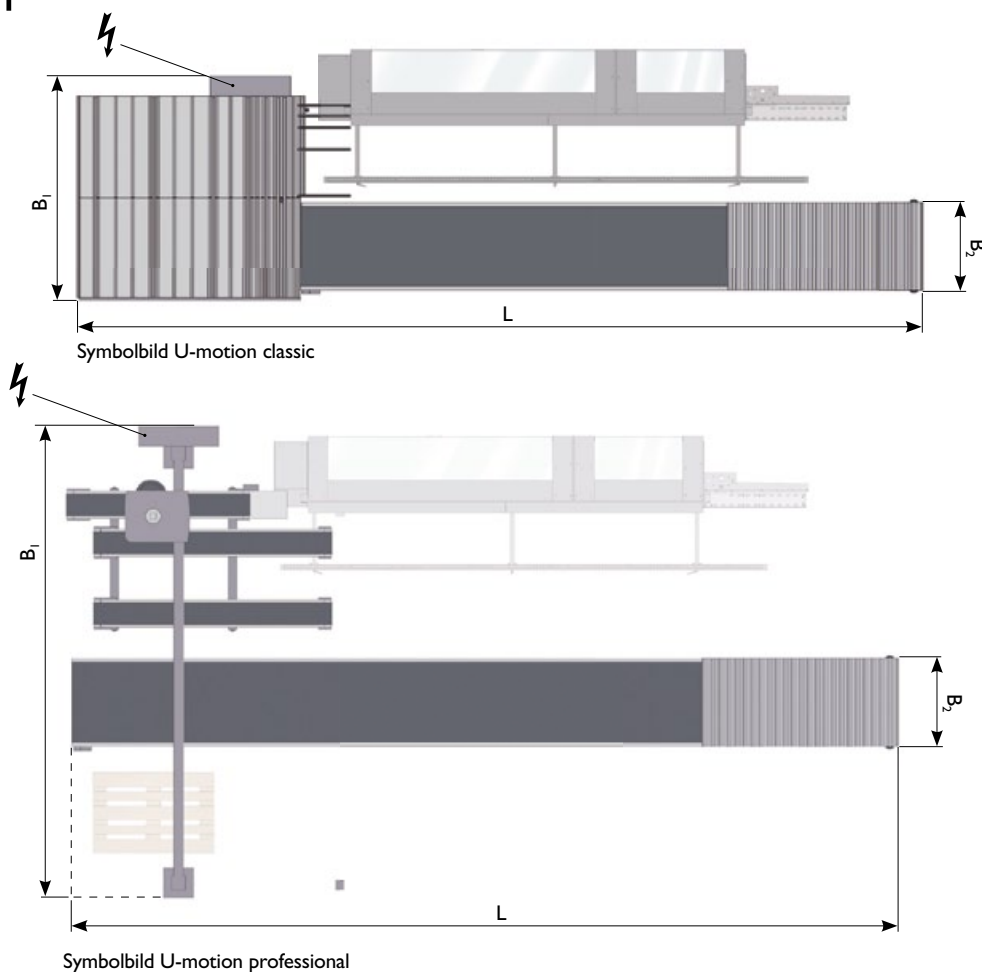 B₁
B₂
L
Symbolbild U-motion classic
B₁
B₂
L
Symbolbild U-motion professional